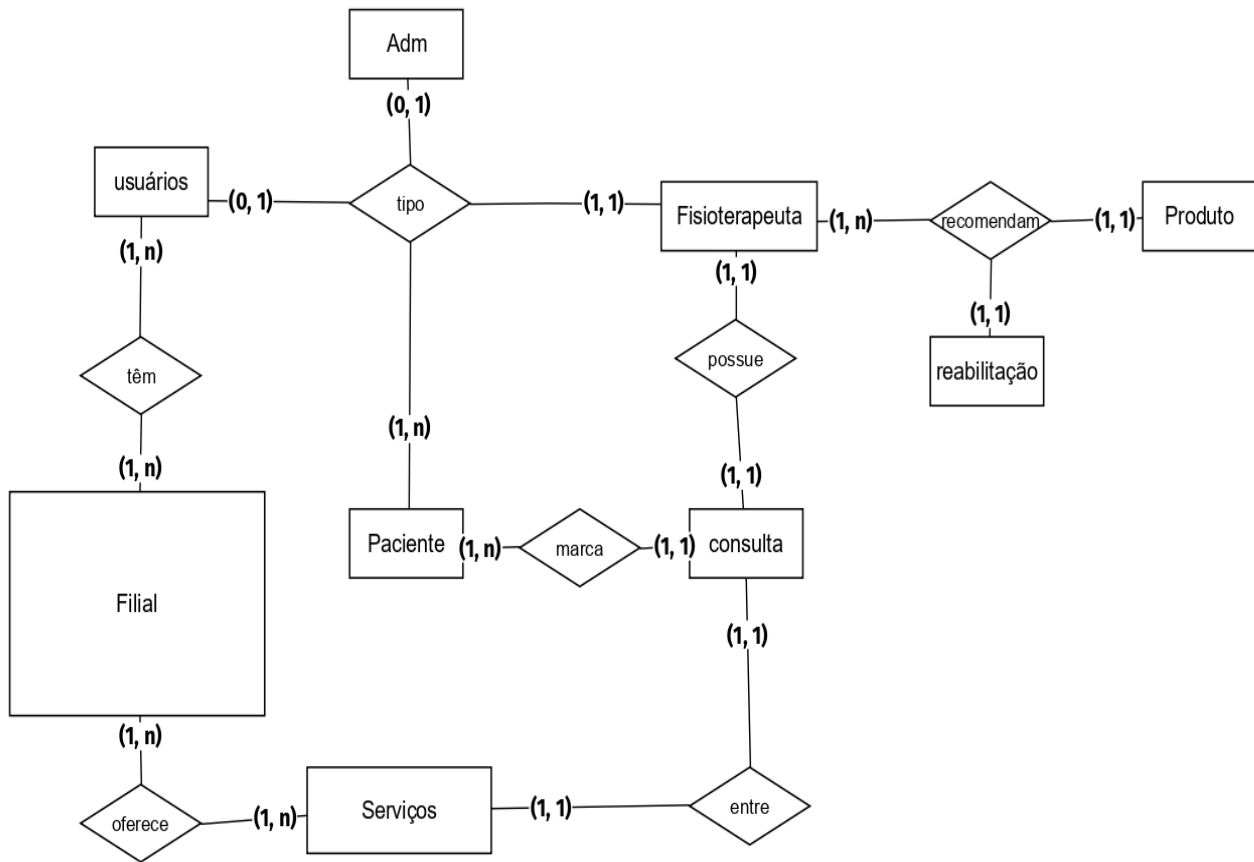 Adm
(0, 1)
usuários
(0, 1)
tipo
(1, 1)
Fisioterapeuta
(1, n)
recomendam
(1, 1)
Produto
(1, n)
(1, 1)
(1, 1)
têm
possue
reabilitação
(1, n)
(1, n)
(1, 1)
Paciente
(1, n)
marca
(1, 1)
consulta
Filial
(1, 1)
(1, n)
oferece
(1, n)
Serviços
(1, 1)
entre